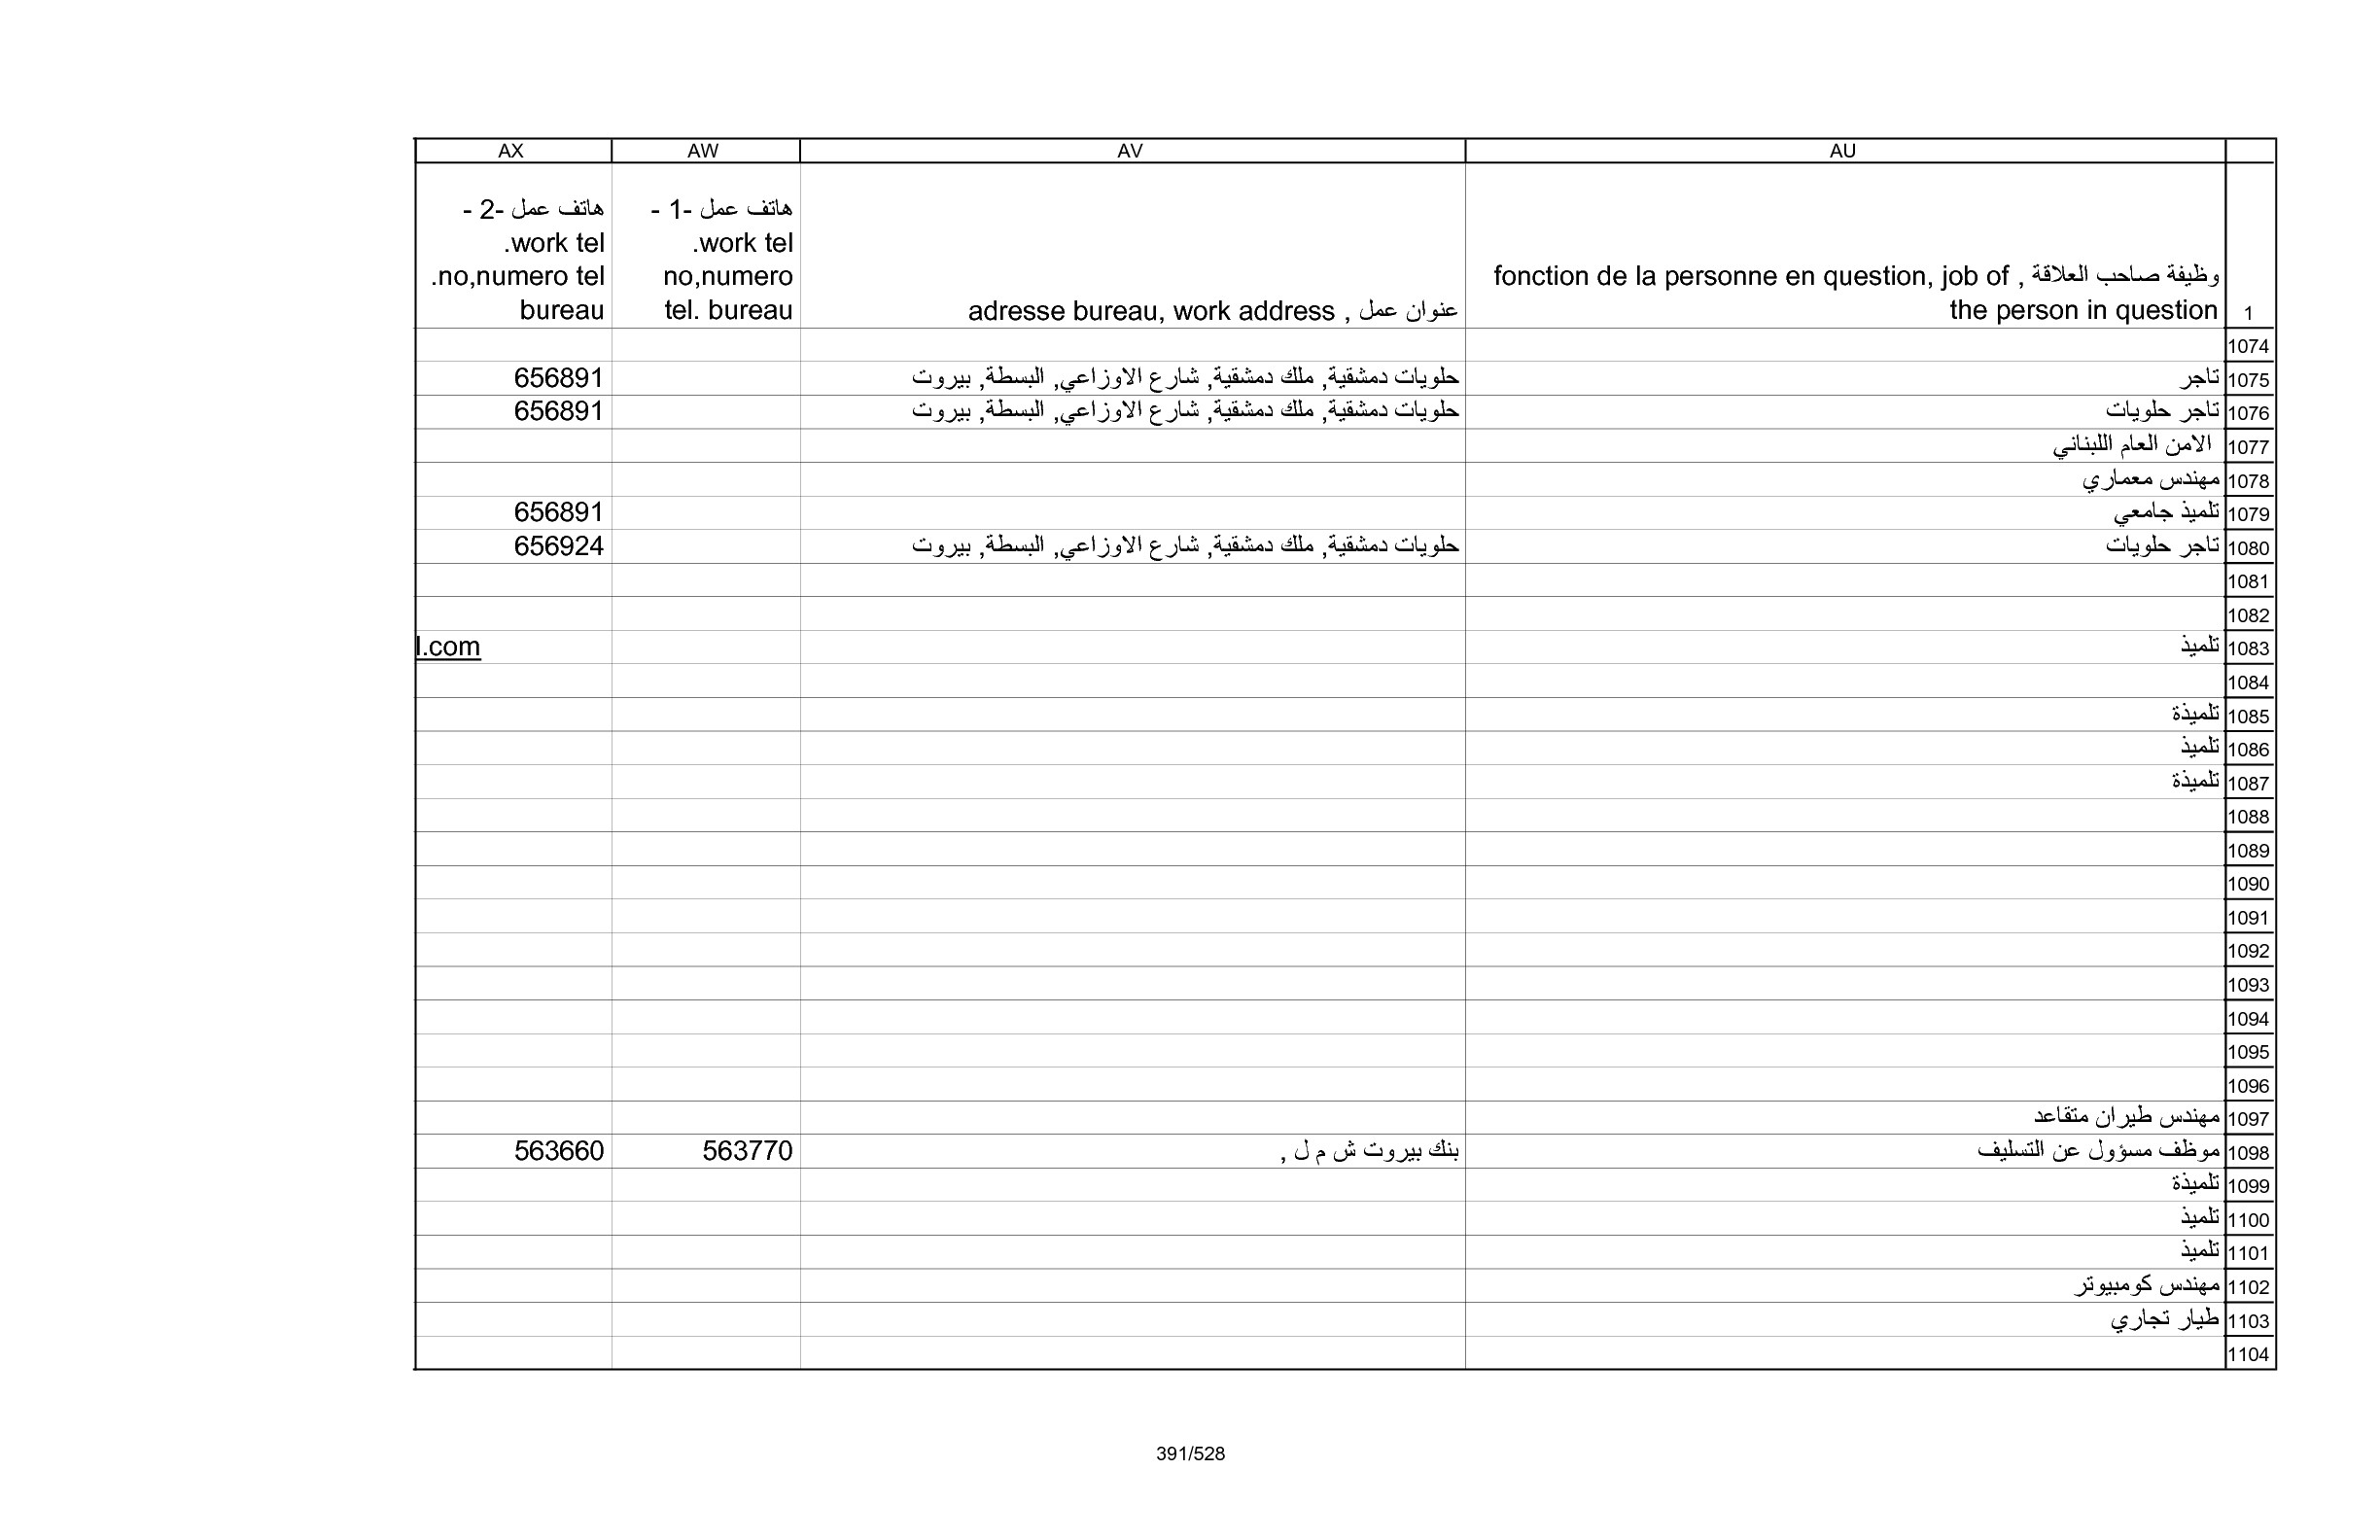 AU AV AW AX
1 وظيفة صاحب العلاقة , fonction de la personne en question, job of the person in question عنوان عمل , adresse bureau, work address هاتف عمل -1 - work tel. no,numero tel. bureau هاتف عمل -2 - work tel. no,numero tel. bureau
1074
1075 تاجر حلويات دمشقية, ملك دمشقية, شارع الاوزاعي, البسطة, بيروت 656891
1076 تاجر حلويات حلويات دمشقية, ملك دمشقية, شارع الاوزاعي, البسطة, بيروت 656891
1077 الامن العام اللبناني
1078 مهندس معماري
1079 تلميذ جامعي 656891
1080 تاجر حلويات حلويات دمشقية, ملك دمشقية, شارع الاوزاعي, البسطة, بيروت 656924
1081
1082
1083 تلميذ l.com
1084
1085 تلميذة
1086 تلميذ
1087 تلميذة
1088
1089
1090
1091
1092
1093
1094
1095
1096
1097 مهندس طيران متقاعد
1098 موظف مسؤول عن التسليف بنك بيروت ش م ل , 563770 563660
1099 تلميذة
1100 تلميذ
1101 تلميذ
1102 مهندس كومبيوتر
1103 طيار تجاري
1104
391/528